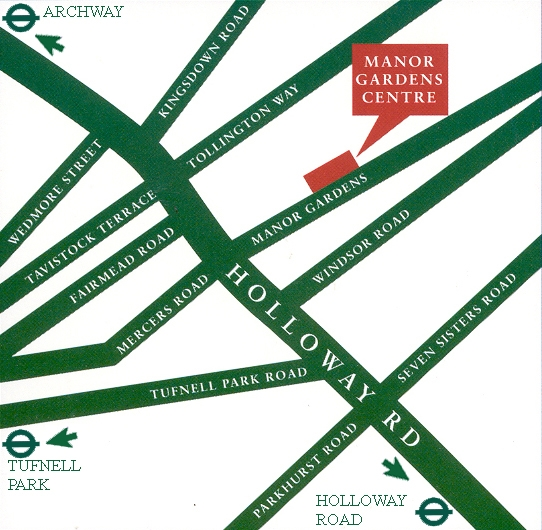 ARCHWAY
KINGSDOWN ROAD
MANOR
GARDENS
CENTRE
TOLLINGTON WAY
WEDMORE STREET
TAVISTOCK TERRACE
MANOR GARDENS
FAIRMEAD ROAD
WINDSOR ROAD
MERCERS ROAD
HOLLOWAY RD
SEVEN SISTERS ROAD
TUFNELL PARK ROAD
PARKHURST ROAD
TUFNELL
PARK
HOLLOWAY
ROAD